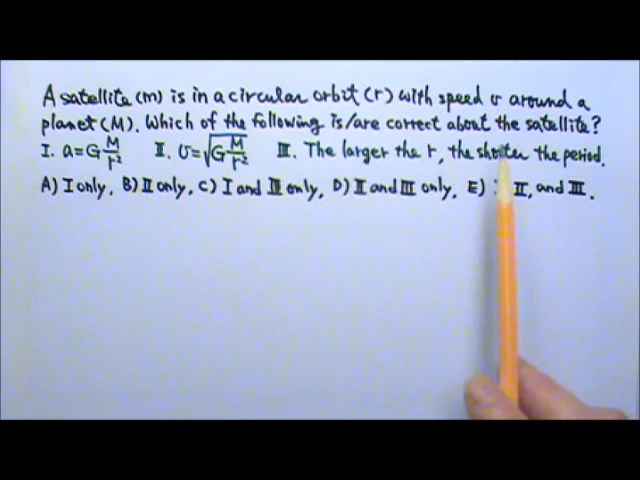 A satellite (m) is in a circular orbit (r) with speed v around a
planet (M). Which of the following is/are correct about the satellite?
I. a=G M/r² II. v=√(G M/r²) III. The larger the r, the shorter the period.
A) I only, B) II only, C) I and III only, D) II and III only, E) II, and III.